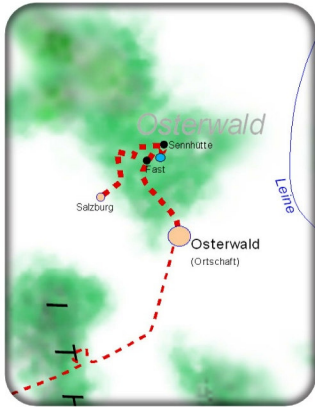 Osterwald
Sennhütte
Fast
Salzburg
Leine
Osterwald
(Ortschaft)